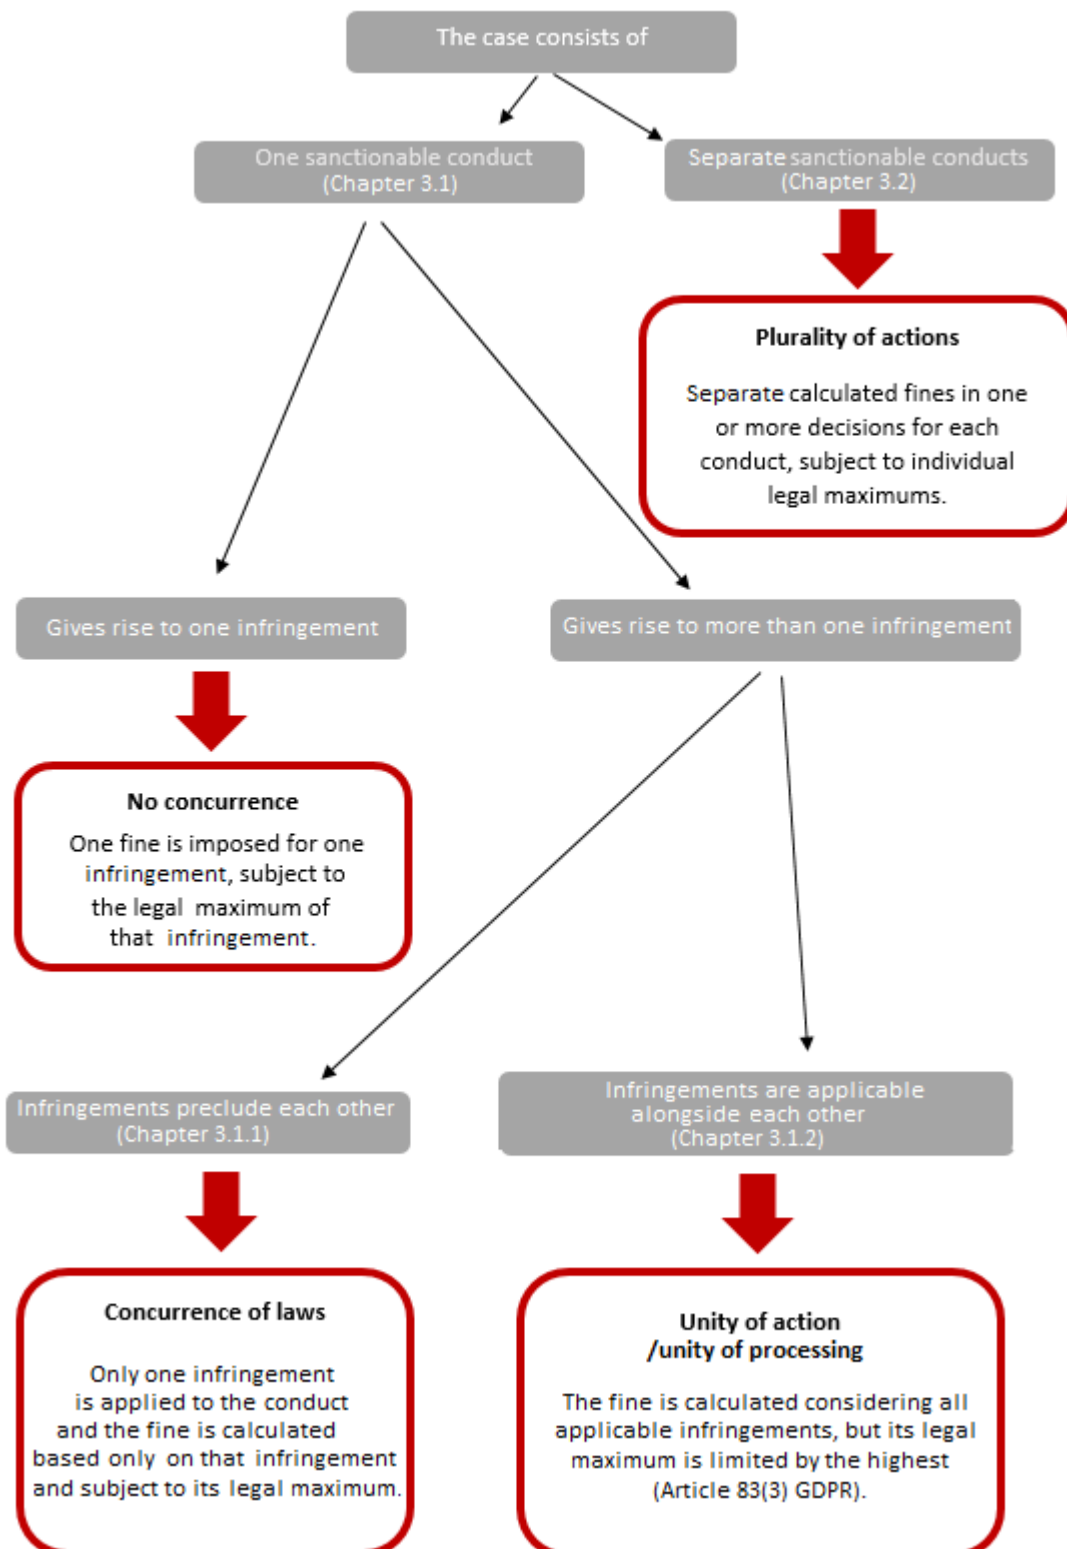 The case consists of
One sanctionable conduct
(Chapter 3.1)
Separate sanctionable conducts
(Chapter 3.2)
Plurality of actions
Separate calculated fines in one
or more decisions for each
conduct, subject to individual
legal maximums.
Gives rise to one infringement
Gives rise to more than one infringement
No concurrence
One fine is imposed for one
infringement, subject to
the legal maximum of
that infringement.
Infringements preclude each other
(Chapter 3.1.1)
Infringements are applicable
alongside each other
(Chapter 3.1.2)
Concurrence of laws
Only one infringement
is applied to the conduct
and the fine is calculated
based only on that infringement
and subject to its legal maximum.
Unity of action
/unity of processing
The fine is calculated considering all
applicable infringements, but its legal
maximum is limited by the highest
(Article 83(3) GDPR).